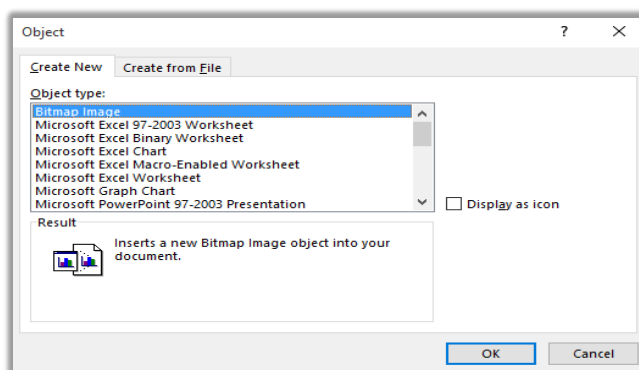 Object ?
Create New Create from File
Object type:
Bitmap Image
Microsoft Excel 97-2003 Worksheet
Microsoft Excel Binary Worksheet
Microsoft Excel Chart
Microsoft Excel Macro-Enabled Worksheet
Microsoft Excel Worksheet
Microsoft Graph Chart
Microsoft PowerPoint 97-2003 Presentation
Display as icon
Result
Inserts a new Bitmap Image object into your
document.
OK Cancel